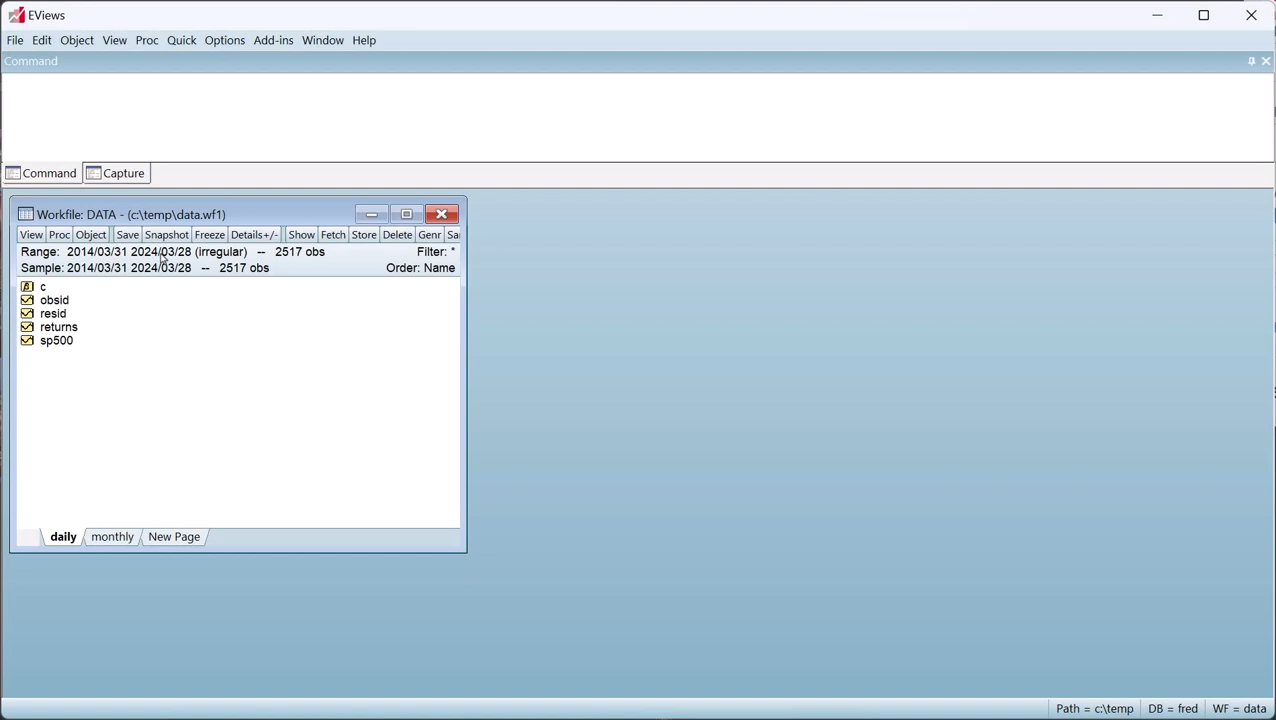 EViews
File Edit Object View Proc Quick Options Add-ins Window Help
Command
Command Capture
Workfile: DATA - (c:\temp\data.wf1)
View Proc Object Save Snapshot Freeze Details+/- Show Fetch Store Delete Genr Sa
Range: 2014/03/31 2024/03/28 (irregular) -- 2517 obs Filter: *
Sample: 2014/03/31 2024/03/28 -- 2517 obs Order: Name
β c
obsid
resid
returns
sp500
daily monthly New Page
Path = c:\temp DB = fred WF = data